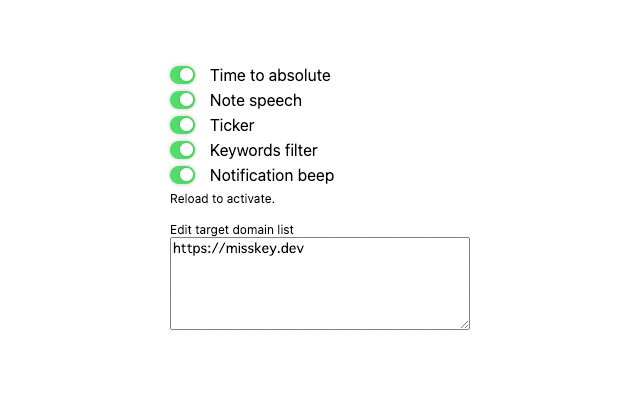 Time to absolute
Note speech
Ticker
Keywords filter
Notification beep
Reload to activate.
Edit target domain list
https://misskey.dev